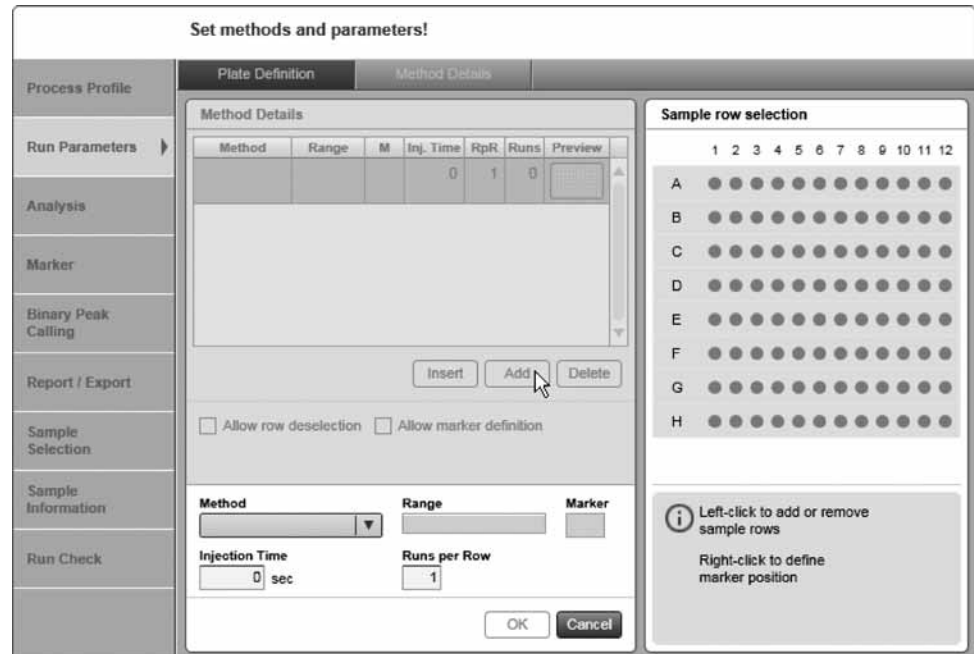 Set methods and parameters!
Process Profile
Run Parameters
Analysis
Marker
Binary Peak
Calling
Report / Export
Sample
Selection
Sample
Information
Run Check
Plate Definition
Method Details
Method Details
Method Range M Inj. Time RpR Runs Preview
0 1 0
Insert Add Delete
Allow row deselection Allow marker definition
Method Range Marker
Injection Time Runs per Row
0 sec 1
OK Cancel
Sample row selection
1 2 3 4 5 6 7 8 9 10 11 12
A
B
C
D
E
F
G
H
i
Left-click to add or remove
sample rows
Right-click to define
marker position